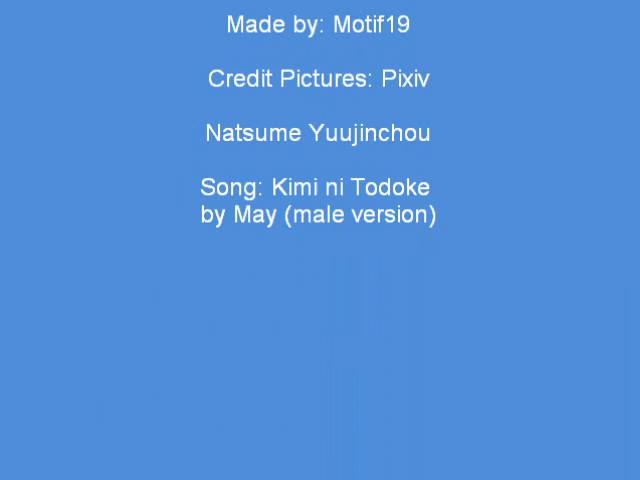 Made by: Motif19
Credit Pictures: Pixiv
Natsume Yuujinchou
Song: Kimi ni Todoke
by May (male version)